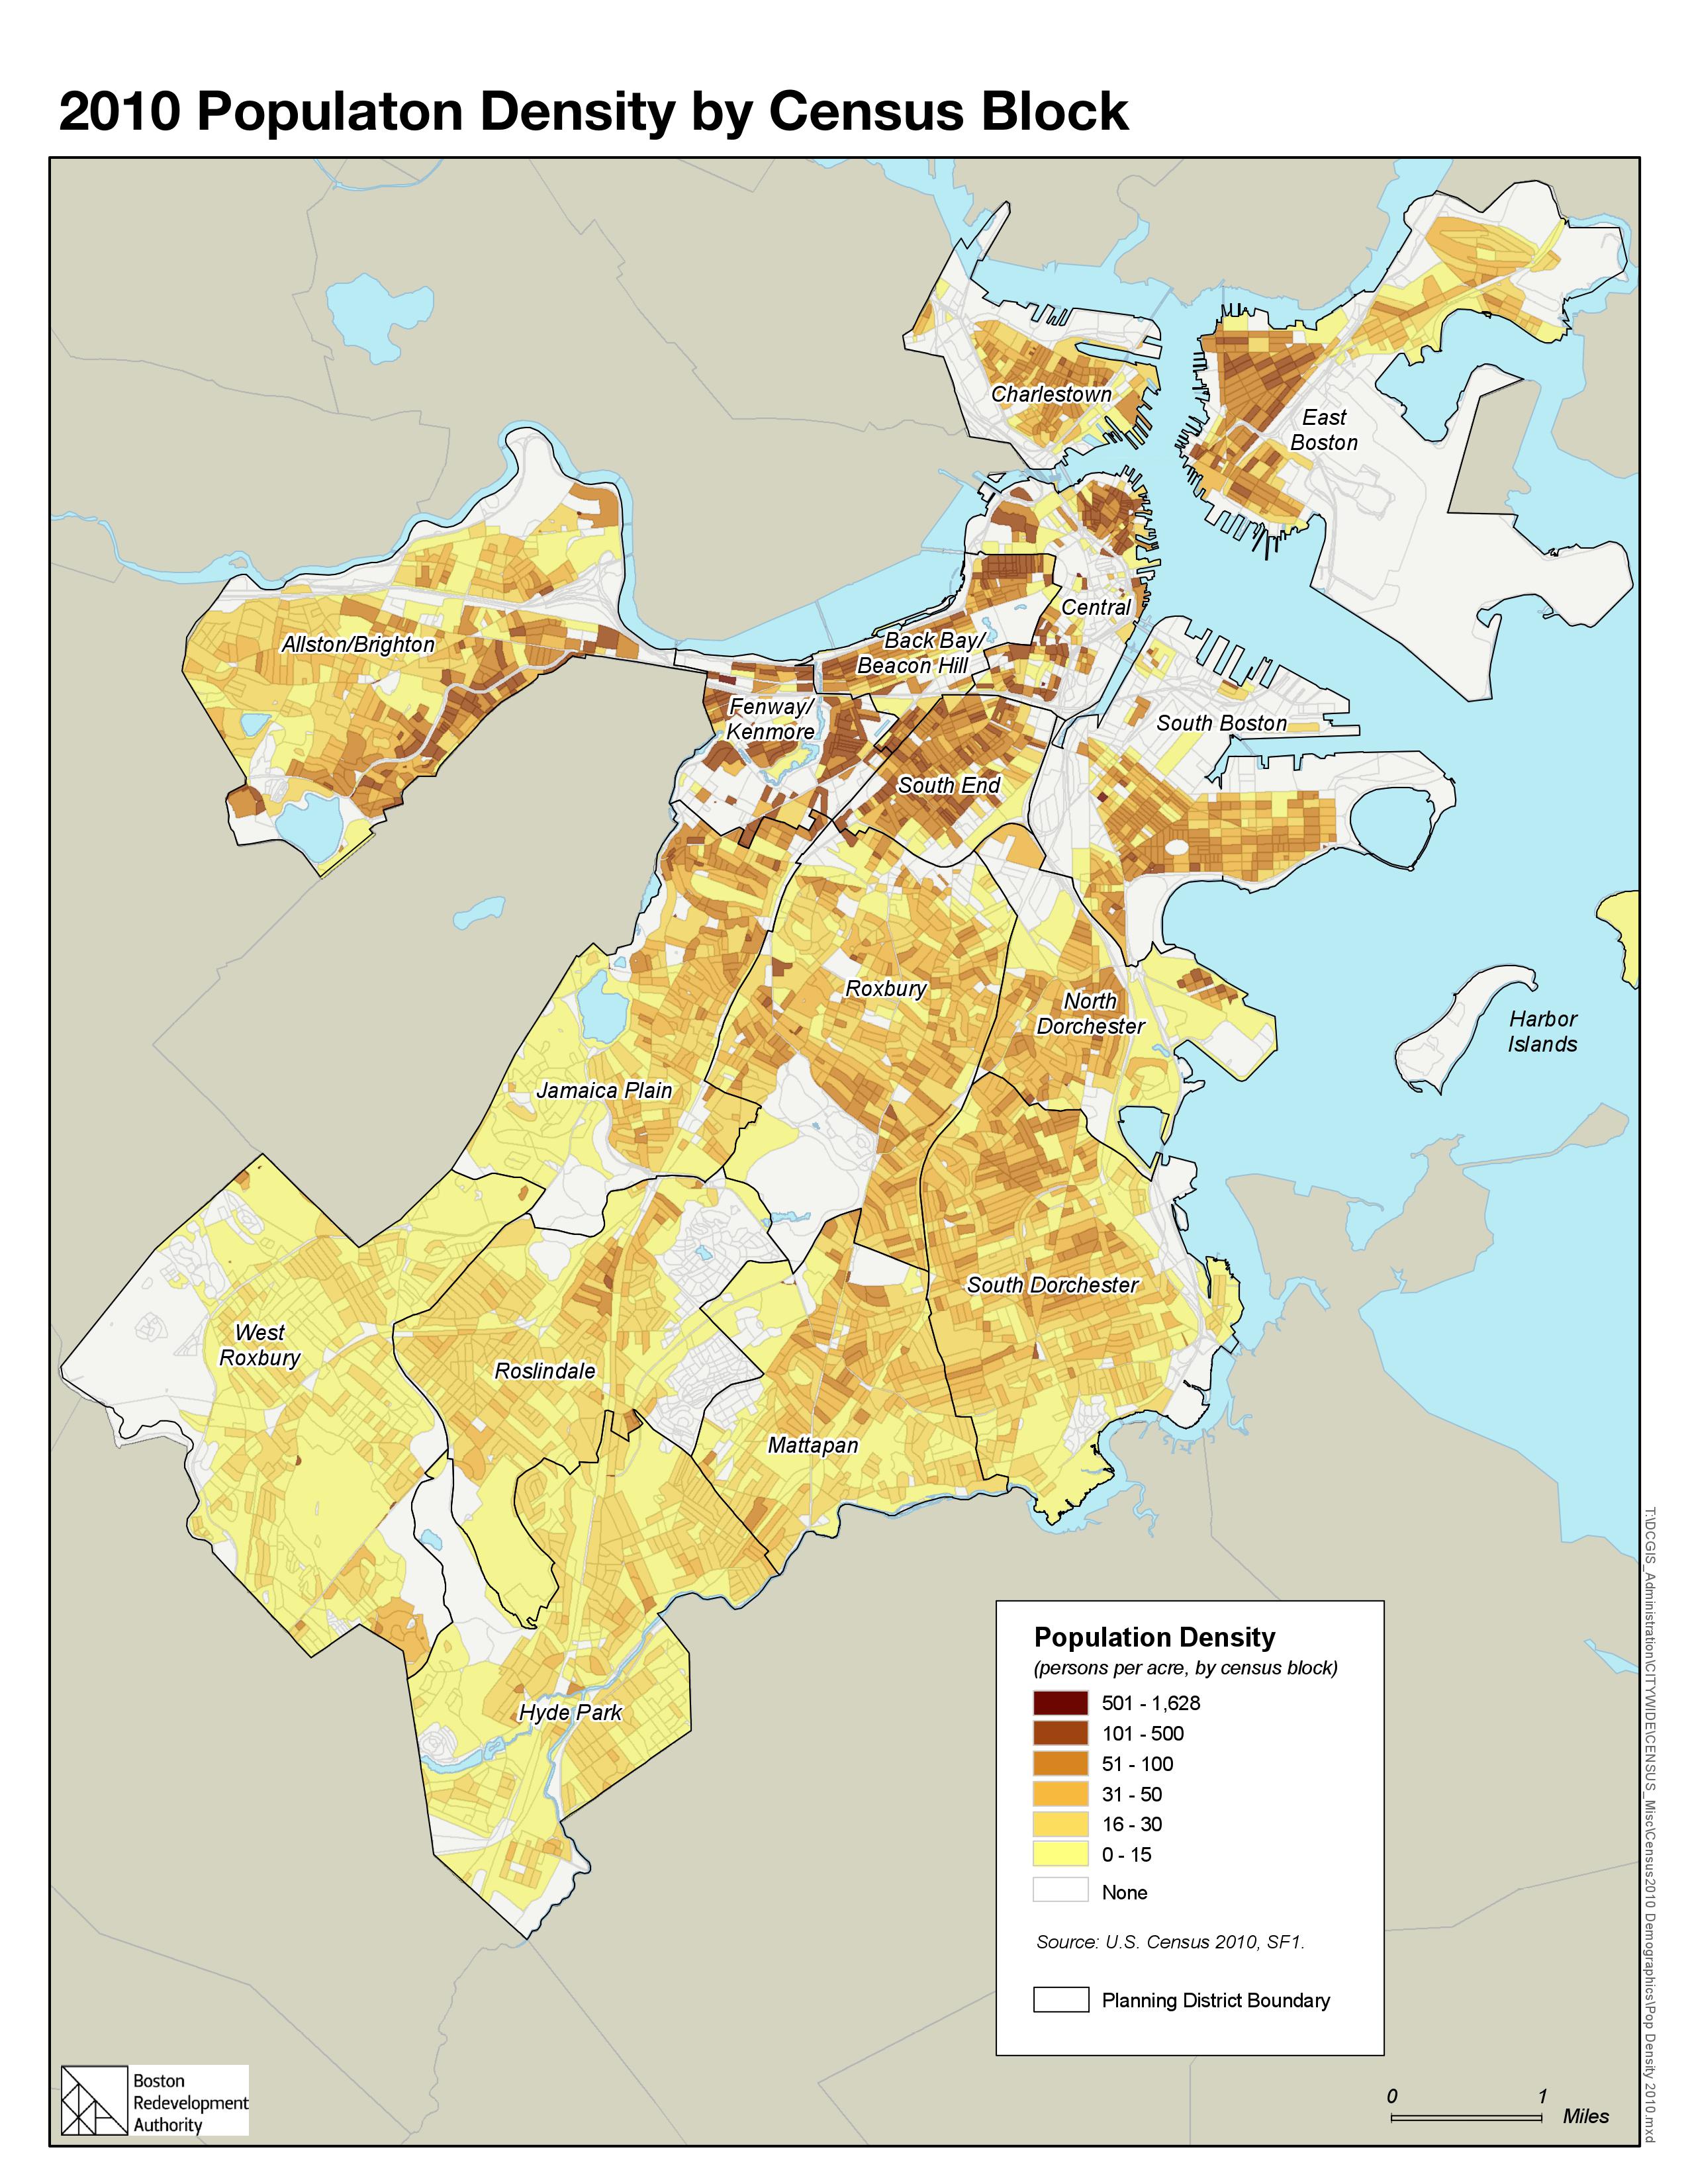 2010 Populaton Density by Census Block
Charlestown
East
Boston
Central
Allston/Brighton
Back Bay/
Beacon Hill
Fenway/
Kenmore
South Boston
South End
Roxbury
North
Dorchester
Harbor
Islands
Jamaica Plain
South Dorchester
West
Roxbury
Roslindale
Mattapan
Hyde Park
Population Density
(persons per acre, by census block)
501 - 1,628
101 - 500
51 - 100
31 - 50
16 - 30
0 - 15
None
Source: U.S. Census 2010, SF1.
Planning District Boundary
0 1
Miles
Boston
Redevelopment
Authority
T:\DCGIS_Administration\CITYWIDE\CENSUS_Misc\Census2010 Demographics\Pop Density 2010.mxd